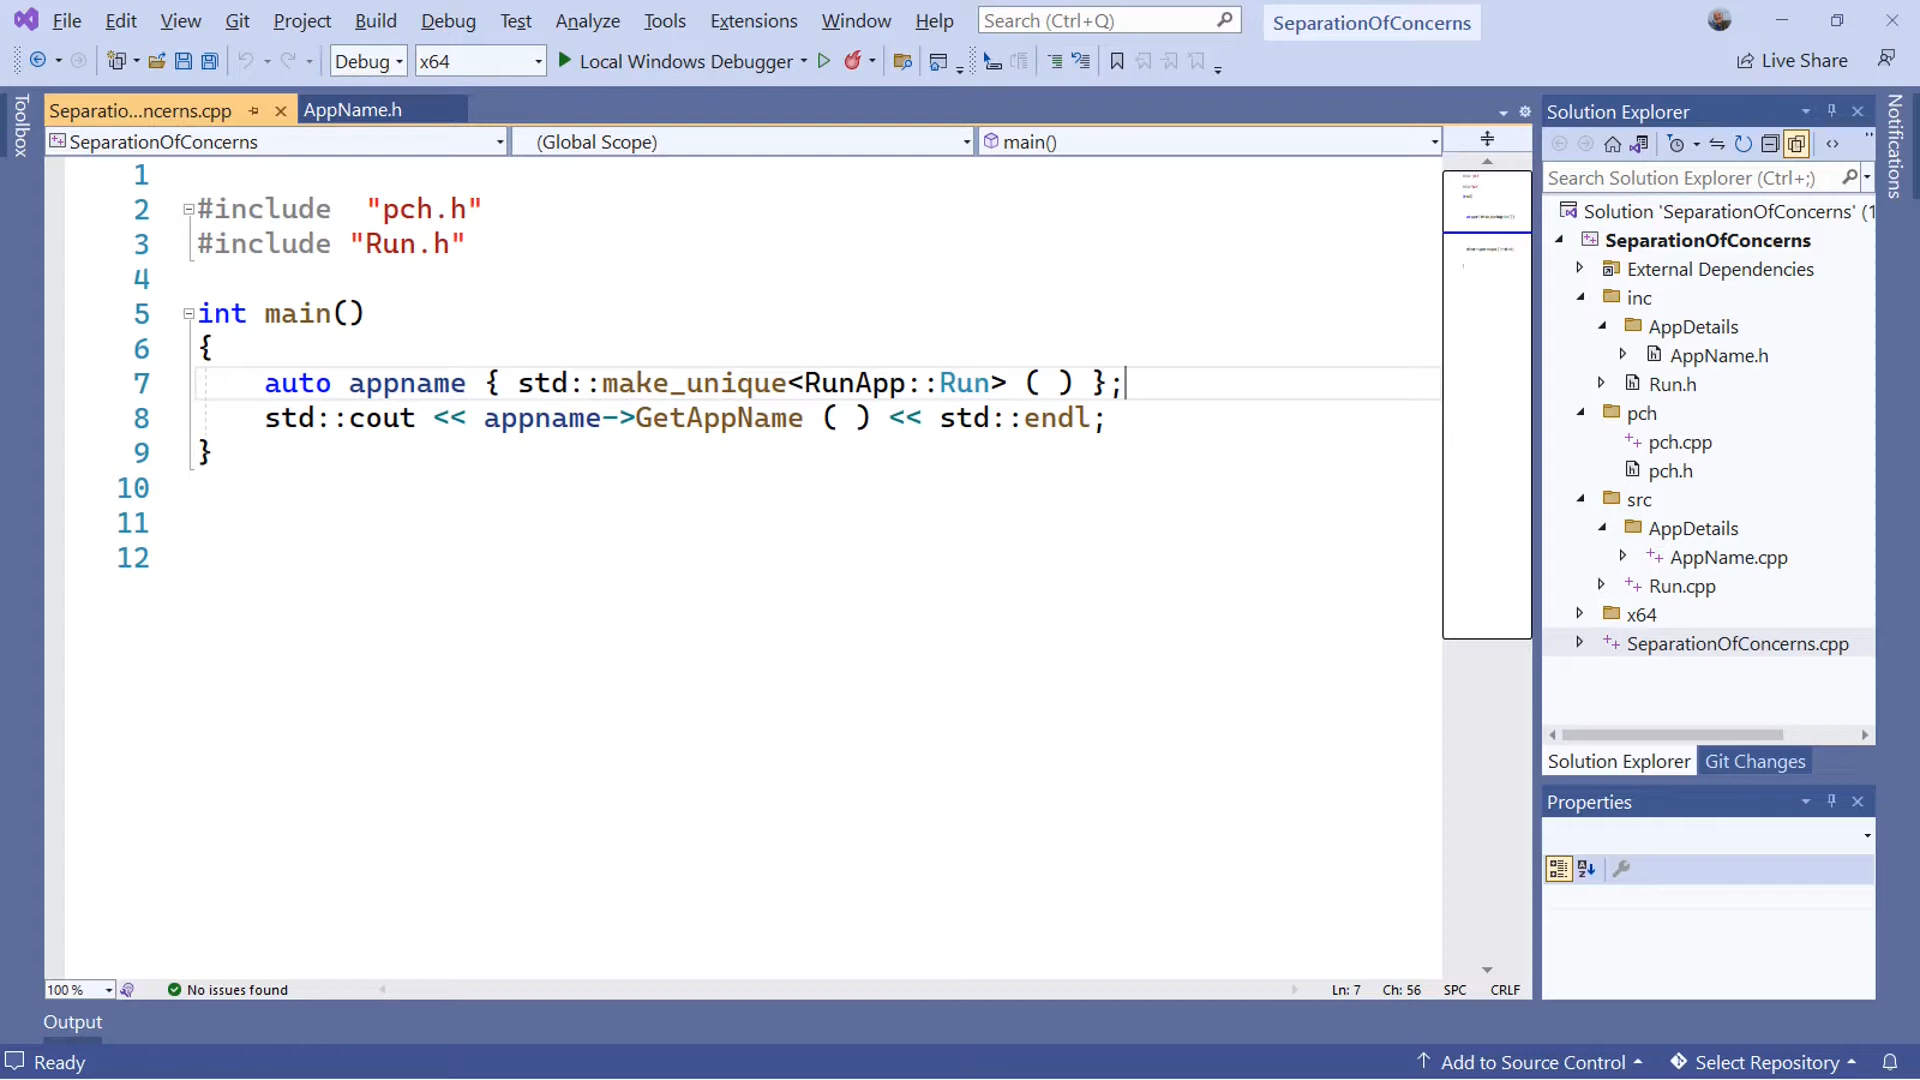 File Edit View Git Project Build Debug Test Analyze Tools Extensions Window Help Search (Ctrl+Q) SeparationOfConcerns
Debug x64 Local Windows Debugger Live Share
Toolbox
Separatio...ncerns.cpp AppName.h
SeparationOfConcerns (Global Scope) main()
1
2 #include  "pch.h"
3 #include "Run.h"
4
5 int main()
6 {
7     auto appname { std::make_unique<RunApp::Run> ( ) };
8     std::cout << appname->GetAppName ( ) << std::endl;
9 }
10
11
12
100 % No issues found Ln: 7 Ch: 56 SPC CRLF
Output
Solution Explorer
Search Solution Explorer (Ctrl+;)
Solution 'SeparationOfConcerns' (1
SeparationOfConcerns
External Dependencies
inc
AppDetails
AppName.h
Run.h
pch
pch.cpp
pch.h
src
AppDetails
AppName.cpp
Run.cpp
x64
SeparationOfConcerns.cpp
Solution Explorer Git Changes
Properties
Notifications
Ready Add to Source Control Select Repository